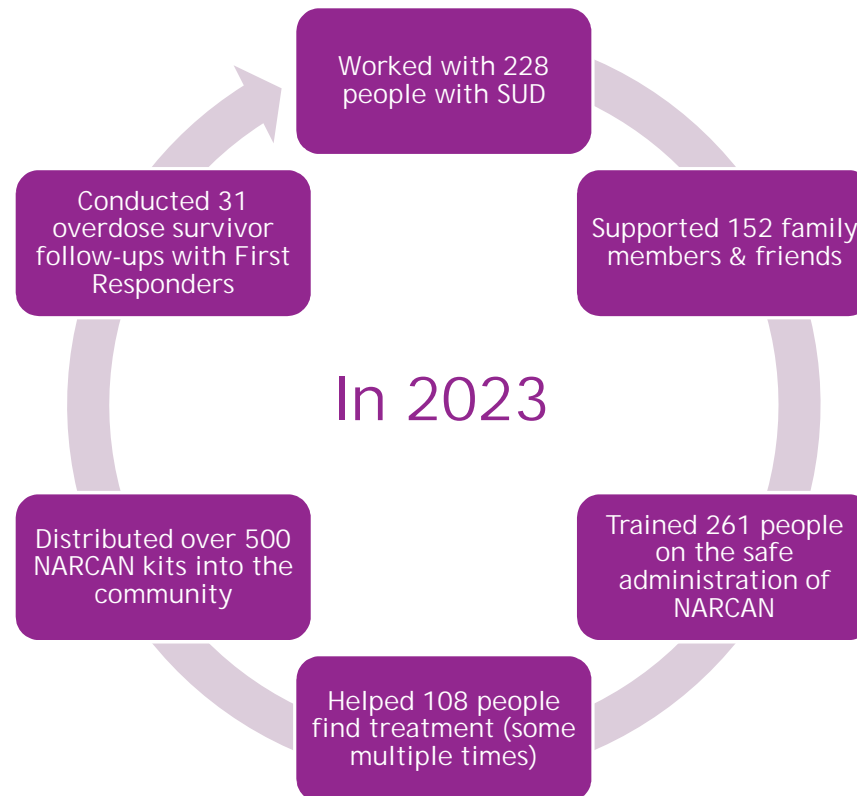 Worked with 228
people with SUD
Supported 152 family
members & friends
Trained 261 people
on the safe
administration of
NARCAN
Helped 108 people
find treatment (some
multiple times)
Distributed over 500
NARCAN kits into the
community
Conducted 31
overdose survivor
follow-ups with First
Responders
In 2023